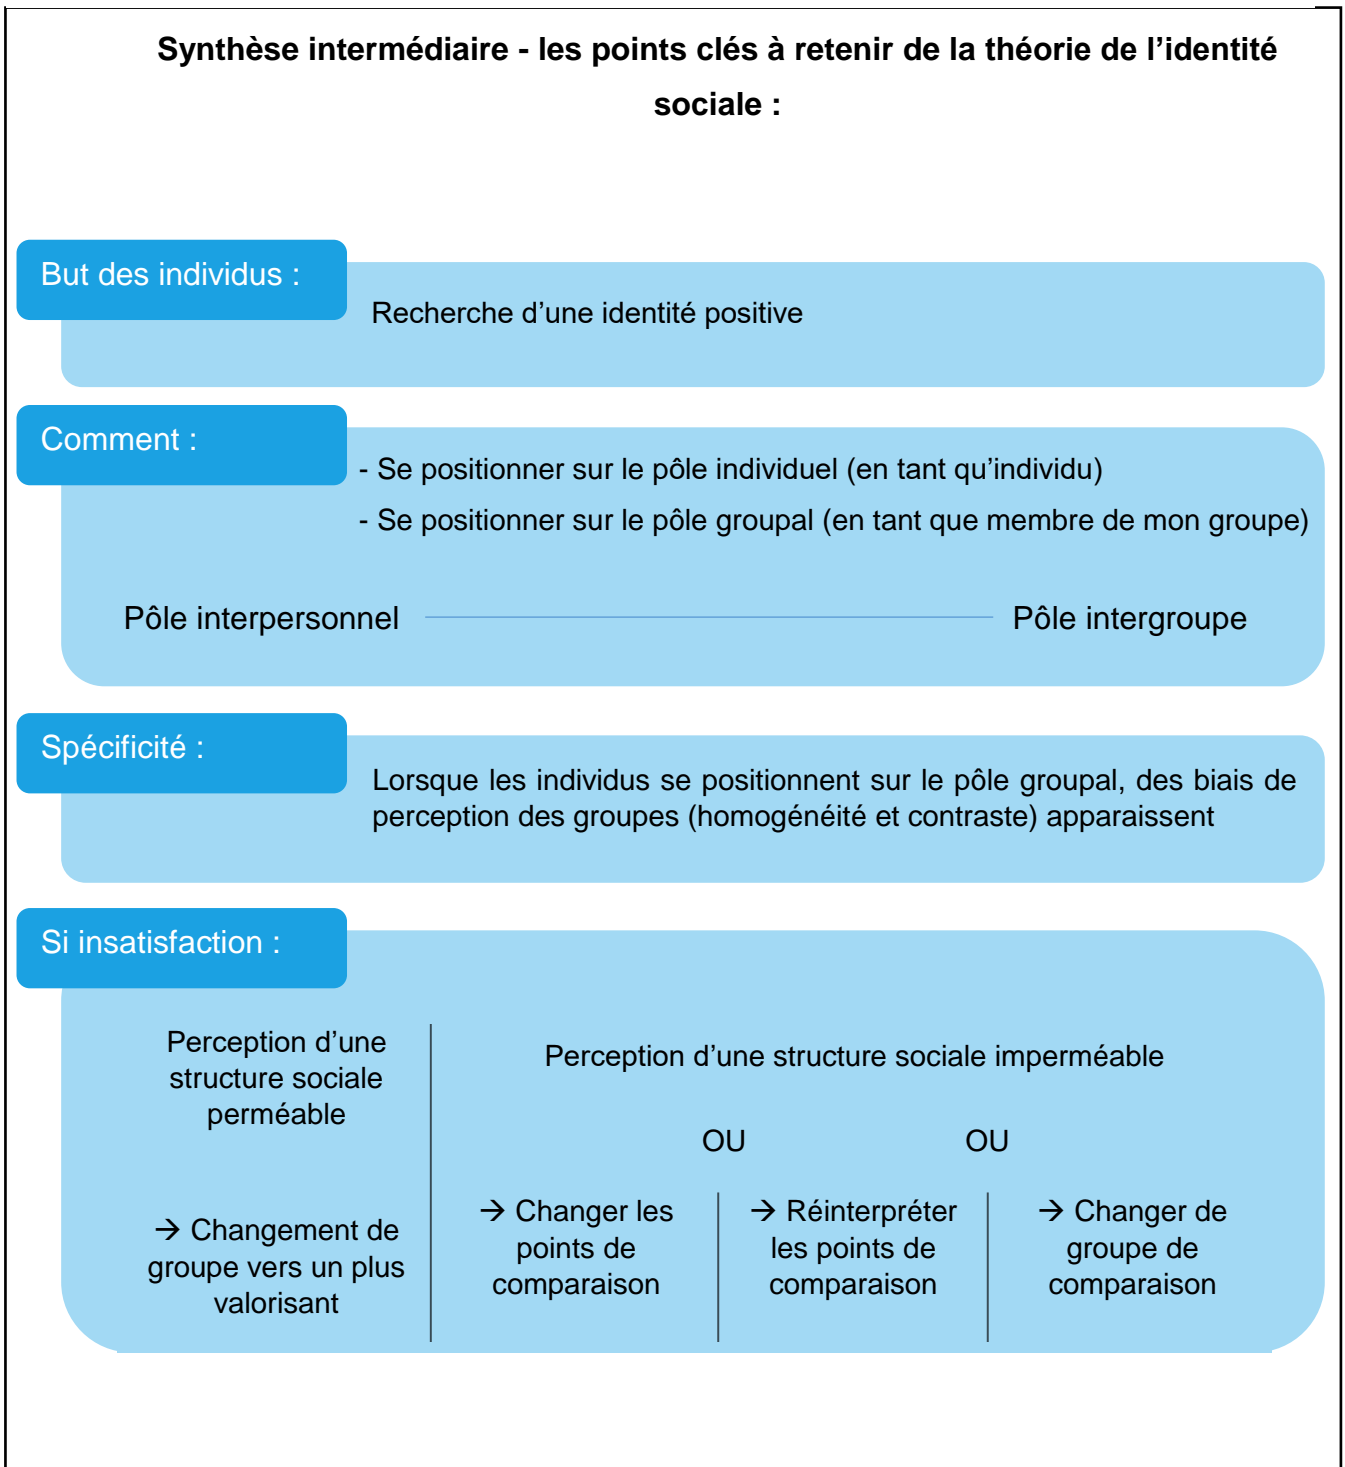 Synthèse intermédiaire - les points clés à retenir de la théorie de l’identité
sociale :
But des individus :
Recherche d’une identité positive
Comment :
- Se positionner sur le pôle individuel (en tant qu’individu)
- Se positionner sur le pôle groupal (en tant que membre de mon groupe)
Pôle interpersonnel
Pôle intergroupe
Spécificité :
Lorsque les individus se positionnent sur le pôle groupal, des biais de
perception des groupes (homogénéité et contraste) apparaissent
Si insatisfaction :
Perception d’une
structure sociale
perméable
→ Changement de
groupe vers un plus
valorisant
Perception d’une structure sociale imperméable
OU
OU
→ Changer les
points de
comparaison
→ Réinterpréter
les points de
comparaison
→ Changer de
groupe de
comparaison